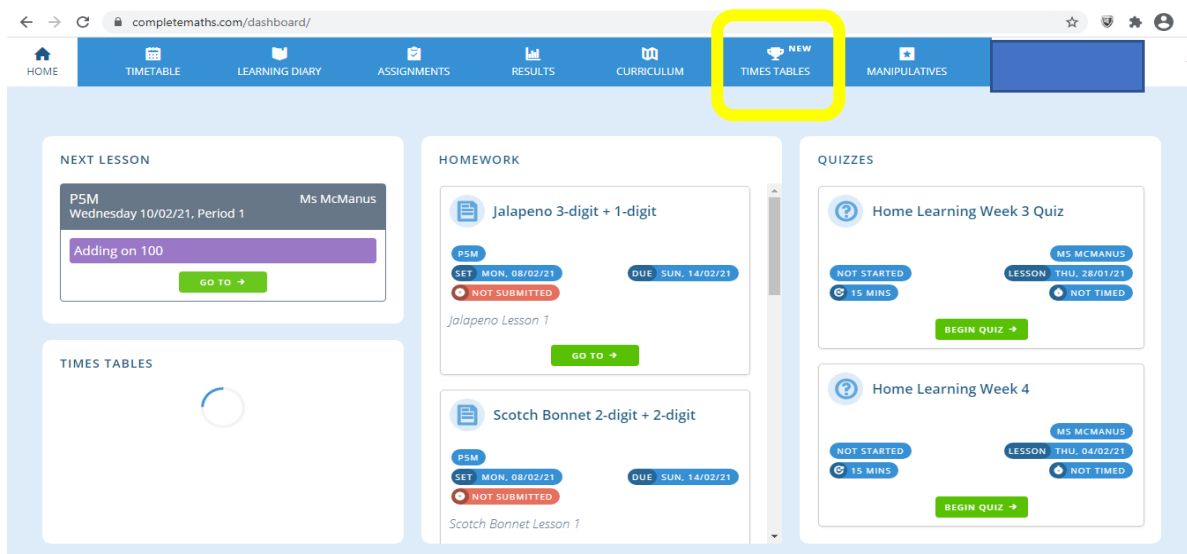 completemaths.com/dashboard/
HOME
TIMETABLE
LEARNING DIARY
ASSIGNMENTS
RESULTS
CURRICULUM
NEW
TIMES TABLES
MANIPULATIVES
NEXT LESSON
P5M Ms McManus
Wednesday 10/02/21, Period 1
Adding on 100
GO TO →
TIMES TABLES
HOMEWORK
Jalapeno 3-digit + 1-digit
P5M
SET MON, 08/02/21 DUE SUN, 14/02/21
NOT SUBMITTED
Jalapeno Lesson 1
GO TO →
Scotch Bonnet 2-digit + 2-digit
P5M
SET MON, 08/02/21 DUE SUN, 14/02/21
NOT SUBMITTED
Scotch Bonnet Lesson 1
QUIZZES
Home Learning Week 3 Quiz
MS MCMANUS
NOT STARTED LESSON THU, 28/01/21
15 MINS NOT TIMED
BEGIN QUIZ →
Home Learning Week 4
MS MCMANUS
NOT STARTED LESSON THU, 04/02/21
15 MINS NOT TIMED
BEGIN QUIZ →